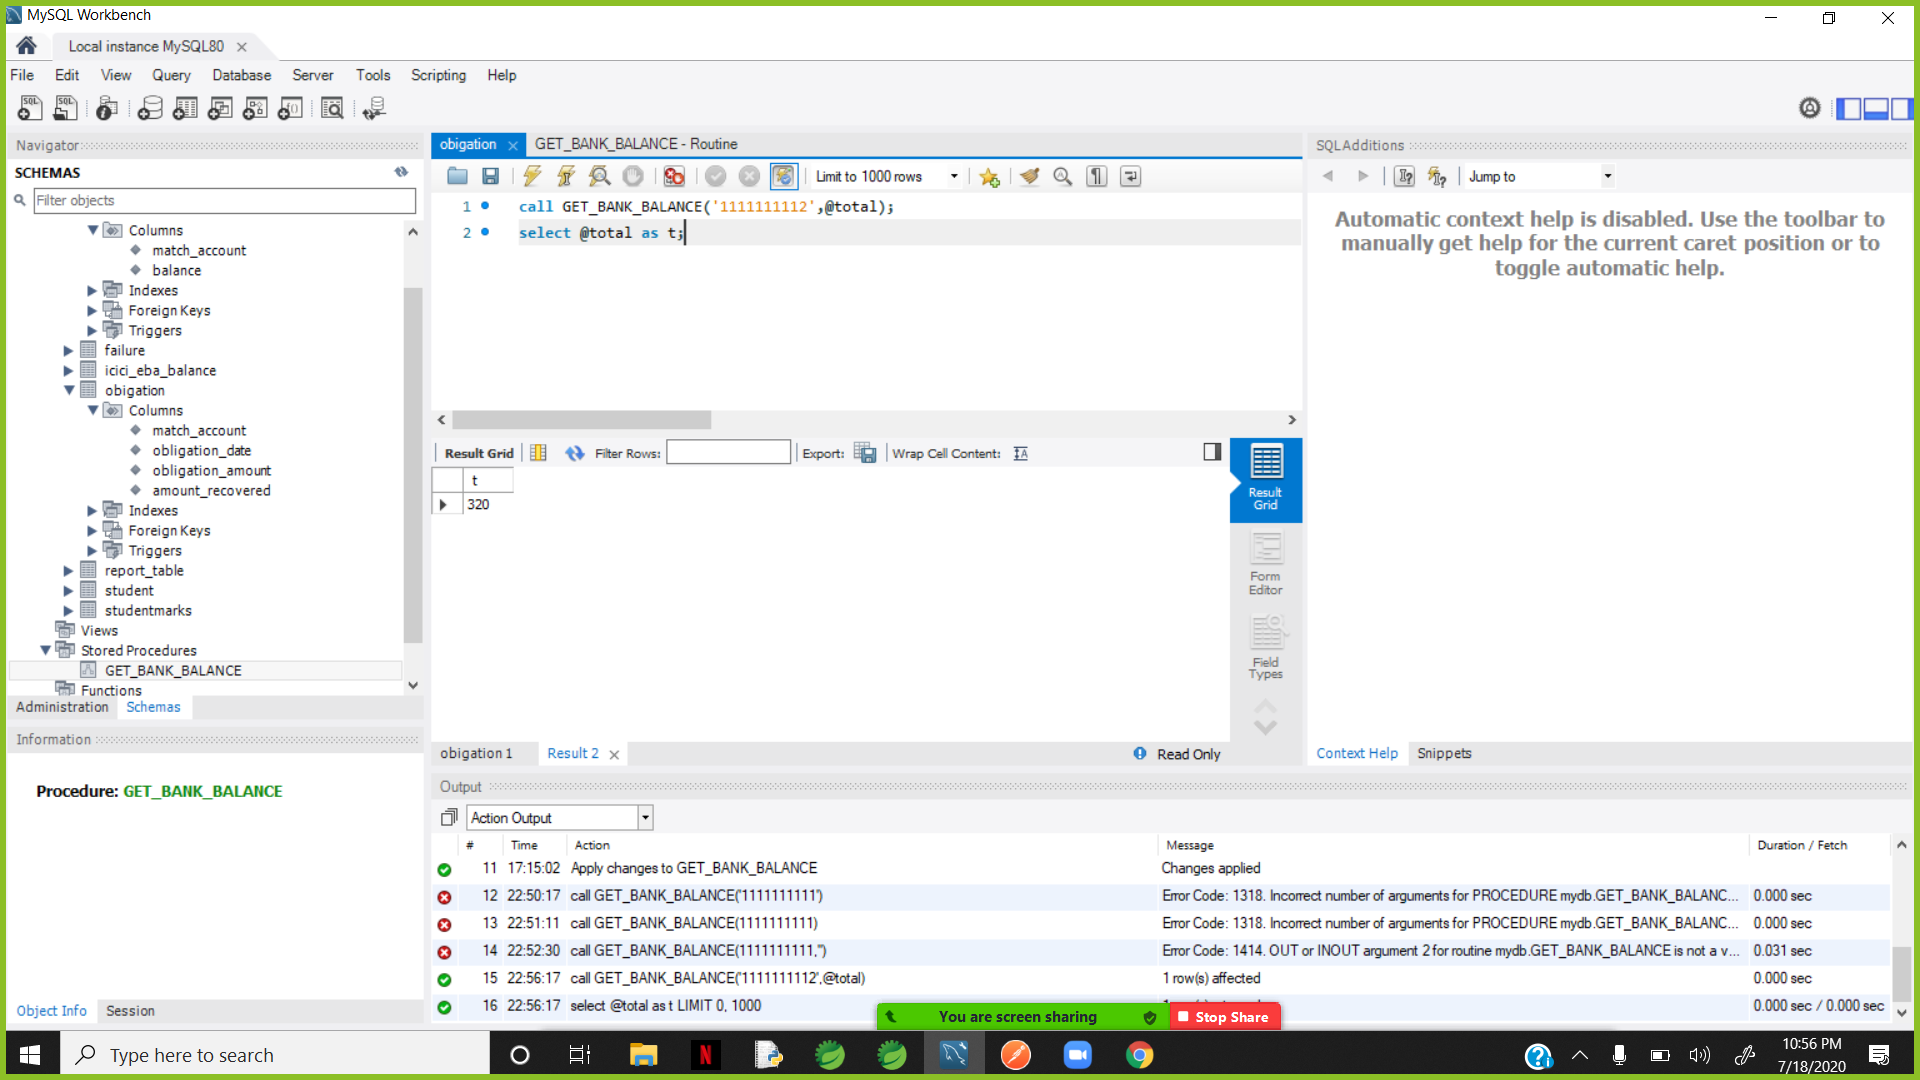 MySQL Workbench
Local instance MySQL80
File Edit View Query Database Server Tools Scripting Help
Navigator
SCHEMAS
Filter objects
Columns
match_account
balance
Indexes
Foreign Keys
Triggers
failure
icici_eba_balance
obigation
Columns
match_account
obligation_date
obligation_amount
amount_recovered
Indexes
Foreign Keys
Triggers
report_table
student
studentmarks
Views
Stored Procedures
GET_BANK_BALANCE
Functions
Administration Schemas
Information
Procedure: GET_BANK_BALANCE
Object Info Session
obigation GET_BANK_BALANCE - Routine
Limit to 1000 rows
1 call GET_BANK_BALANCE('1111111112',@total);
2 select @total as t;
Result Grid Filter Rows: Export: Wrap Cell Content:
t
320
Result Grid
Form Editor
Field Types
obigation 1 Result 2 Read Only
SQLAdditions
Jump to
Automatic context help is disabled. Use the toolbar to
manually get help for the current caret position or to
toggle automatic help.
Context Help Snippets
Output
Action Output
# Time Action Message Duration / Fetch
11 17:15:02 Apply changes to GET_BANK_BALANCE Changes applied
12 22:50:17 call GET_BANK_BALANCE('1111111111') Error Code: 1318. Incorrect number of arguments for PROCEDURE mydb.GET_BANK_BALANC... 0.000 sec
13 22:51:11 call GET_BANK_BALANCE(1111111111) Error Code: 1318. Incorrect number of arguments for PROCEDURE mydb.GET_BANK_BALANC... 0.000 sec
14 22:52:30 call GET_BANK_BALANCE(1111111111,'') Error Code: 1414. OUT or INOUT argument 2 for routine mydb.GET_BANK_BALANCE is not a v... 0.031 sec
15 22:56:17 call GET_BANK_BALANCE('1111111112',@total) 1 row(s) affected 0.000 sec
16 22:56:17 select @total as t LIMIT 0, 1000 0.000 sec / 0.000 sec
You are screen sharing Stop Share
Type here to search
10:56 PM
7/18/2020